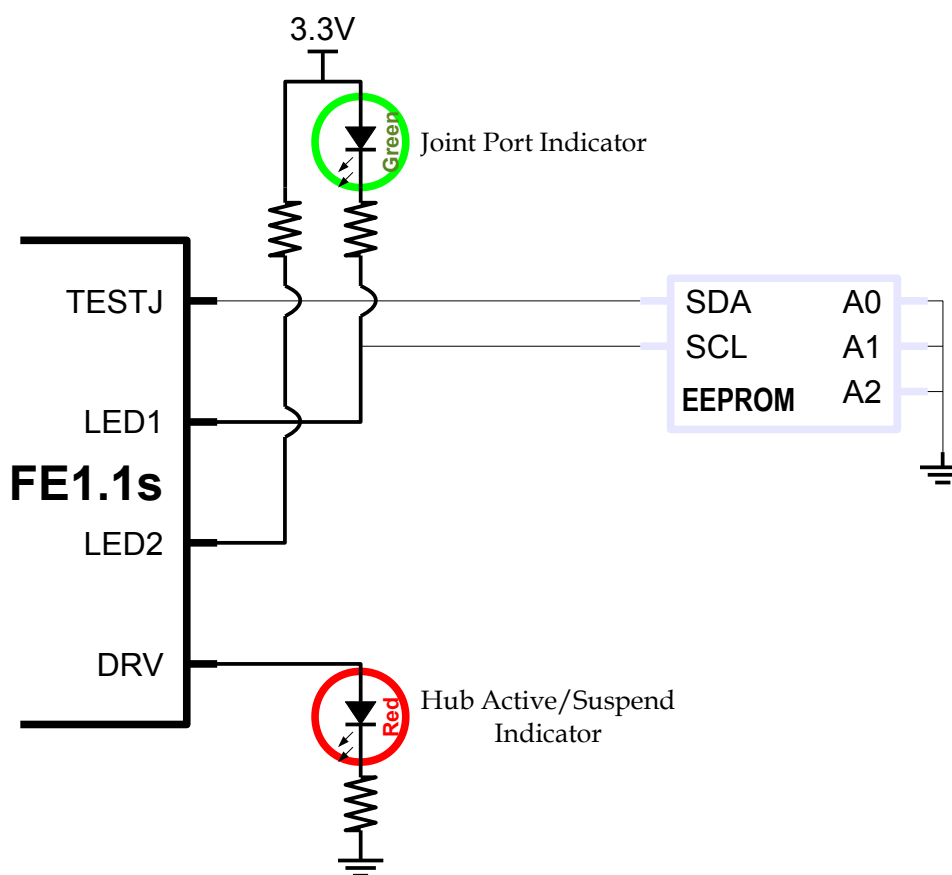 3.3V
Green
Joint Port Indicator
TESTJ
SDA
A0
SCL
A1
EEPROM
A2
LED1
FE1.1s
LED2
DRV
Red
Hub Active/Suspend
Indicator